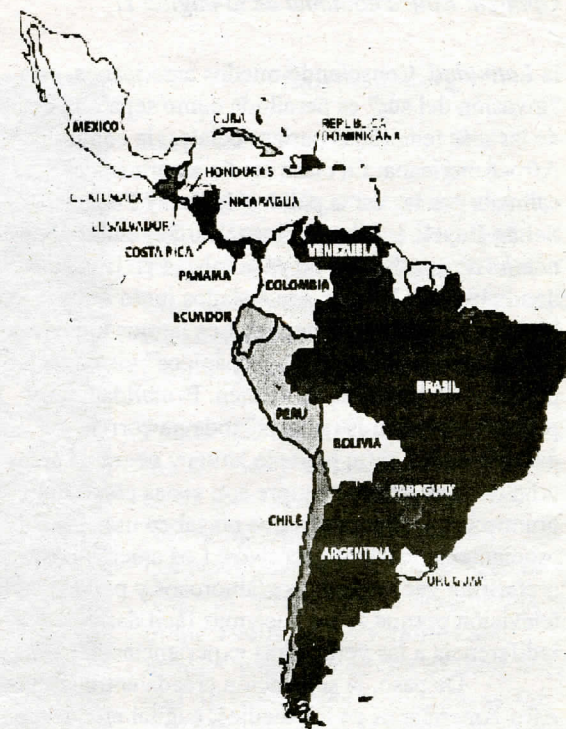 MEXICO
CUBA
REPUBLICA
DOMINICANA
HONDURAS
GUATEMALA
NICARAGUA
EL SALVADOR
COSTA RICA
PANAMA
VENEZUELA
COLOMBIA
ECUADOR
BRASIL
PERU
BOLIVIA
PARAGUAY
CHILE
ARGENTINA
URUGUAY